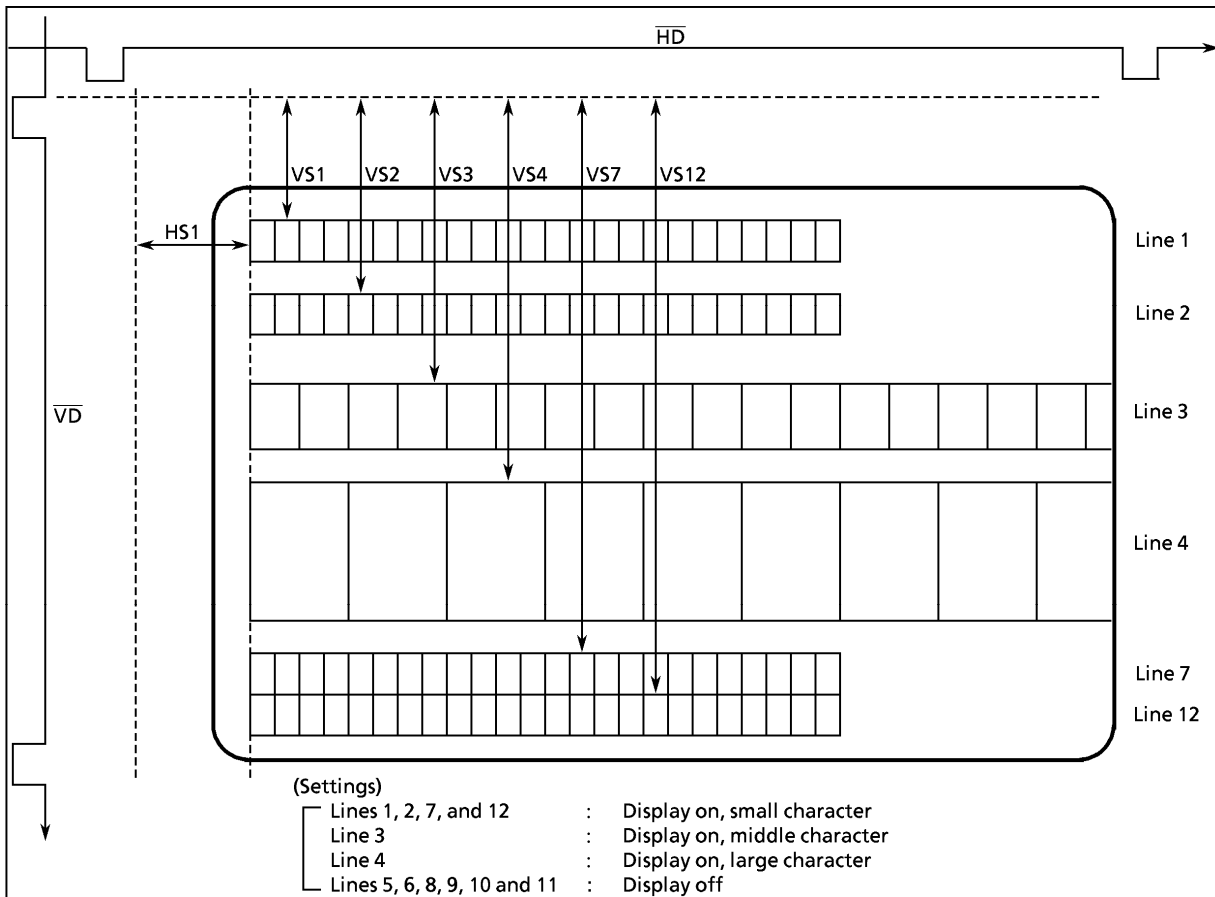 HD
VS1 VS2 VS3 VS4 VS7 VS12
HS1
Line 1
Line 2
VD
Line 3
Line 4
Line 7
Line 12
(Settings)
Lines 1, 2, 7, and 12 : Display on, small character
Line 3 : Display on, middle character
Line 4 : Display on, large character
Lines 5, 6, 8, 9, 10 and 11 : Display off